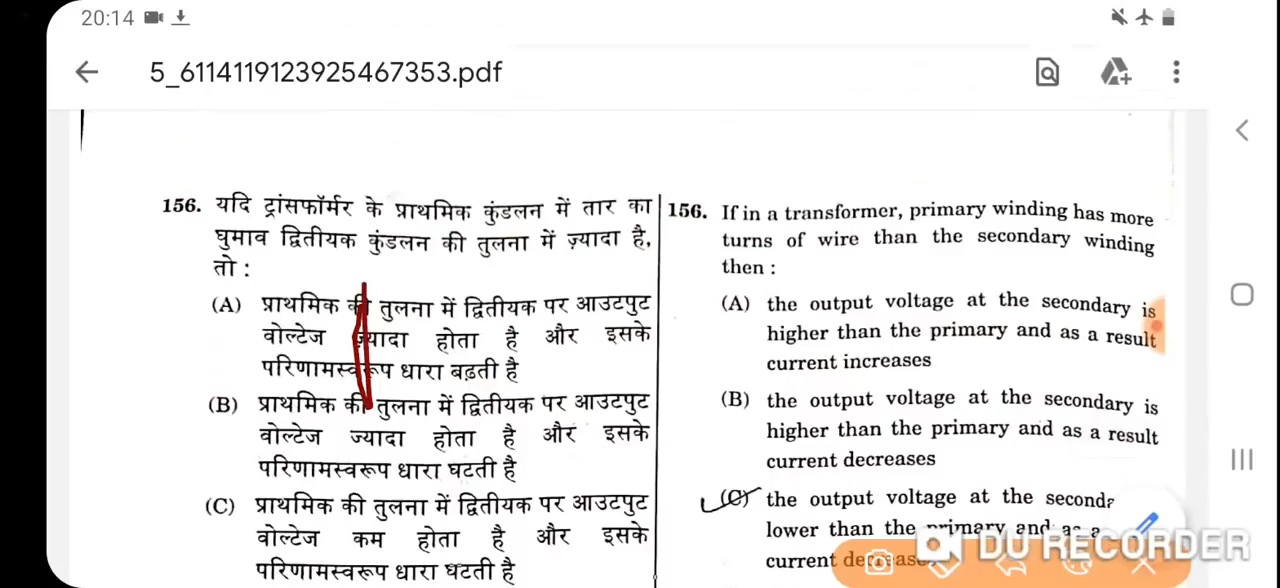 20:14
5_6114119123925467353.pdf
156. यदि ट्रांसफॉर्मर के प्राथमिक कुंडलन में तार का
घुमाव द्वितीयक कुंडलन की तुलना में ज़्यादा है,
तो :
(A) प्राथमिक की तुलना में द्वितीयक पर आउटपुट
वोल्टेज ज़्यादा होता है और इसके
परिणामस्वरूप धारा बढ़ती है
(B) प्राथमिक की तुलना में द्वितीयक पर आउटपुट
वोल्टेज ज्यादा होता है और इसके
परिणामस्वरूप धारा घटती है
(C) प्राथमिक की तुलना में द्वितीयक पर आउटपुट
वोल्टेज कम होता है और इसके
परिणामस्वरूप धारा घटती है
156. If in a transformer, primary winding has more
turns of wire than the secondary winding
then :
(A) the output voltage at the secondary is
higher than the primary and as a result
current increases
(B) the output voltage at the secondary is
higher than the primary and as a result
current decreases
(C) the output voltage at the
lower than the primary and as a
current decreases
DU RECORDER